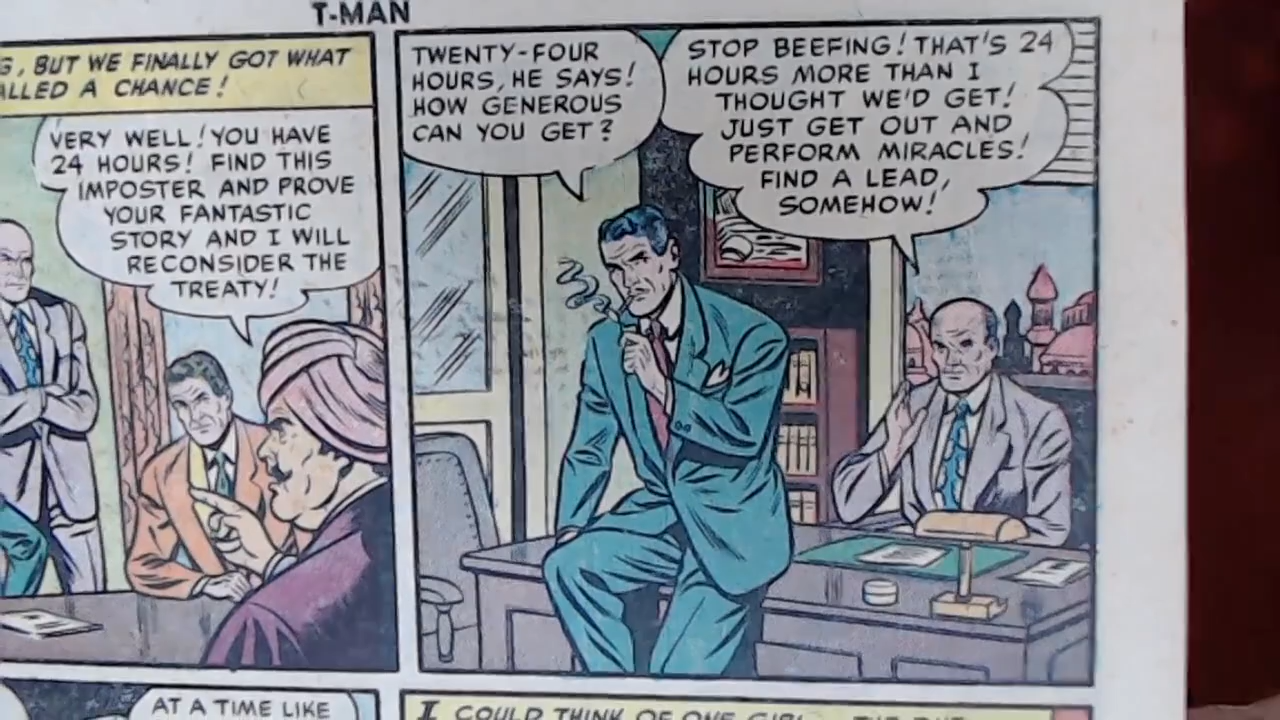 T-MAN
, BUT WE FINALLY GOT WHAT
A CHANCE!
VERY WELL! YOU HAVE
24 HOURS! FIND THIS
IMPOSTER AND PROVE
YOUR FANTASTIC
STORY AND I WILL
RECONSIDER THE
TREATY!
TWENTY-FOUR
HOURS, HE SAYS!
HOW GENEROUS
CAN YOU GET?
STOP BEEFING! THAT'S 24
HOURS MORE THAN I
THOUGHT WE'D GET!
JUST GET OUT AND
PERFORM MIRACLES!
FIND A LEAD,
SOMEHOW!
AT A TIME LIKE
I COULD THINK OF ONE GIRL